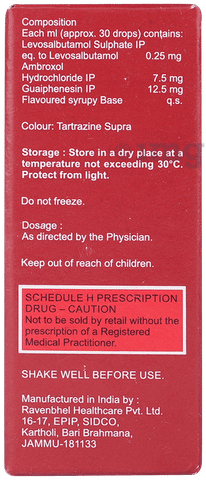 Composition
Each ml (approx. 30 drops) contains:
Levosalbutamol Sulphate IP
eq. to Levosalbutamol 0.25 mg
Ambroxol
Hydrochloride IP 7.5 mg
Guaiphenesin IP 12.5 mg
Flavoured syrupy Base q.s.
Colour: Tartrazine Supra
Storage : Store in a dry place at a
temperature not exceeding 30°C.
Protect from light.
Do not freeze.
Dosage :
As directed by the Physician.
Keep out of reach of children.
SCHEDULE H PRESCRIPTION
DRUG – CAUTION
Not to be sold by retail without the
prescription of a Registered
Medical Practitioner.
SHAKE WELL BEFORE USE.
Manufactured in India by :
Ravenbhel Healthcare Pvt. Ltd.
16-17, EPIP, SIDCO,
Kartholi, Bari Brahmana,
JAMMU-181133